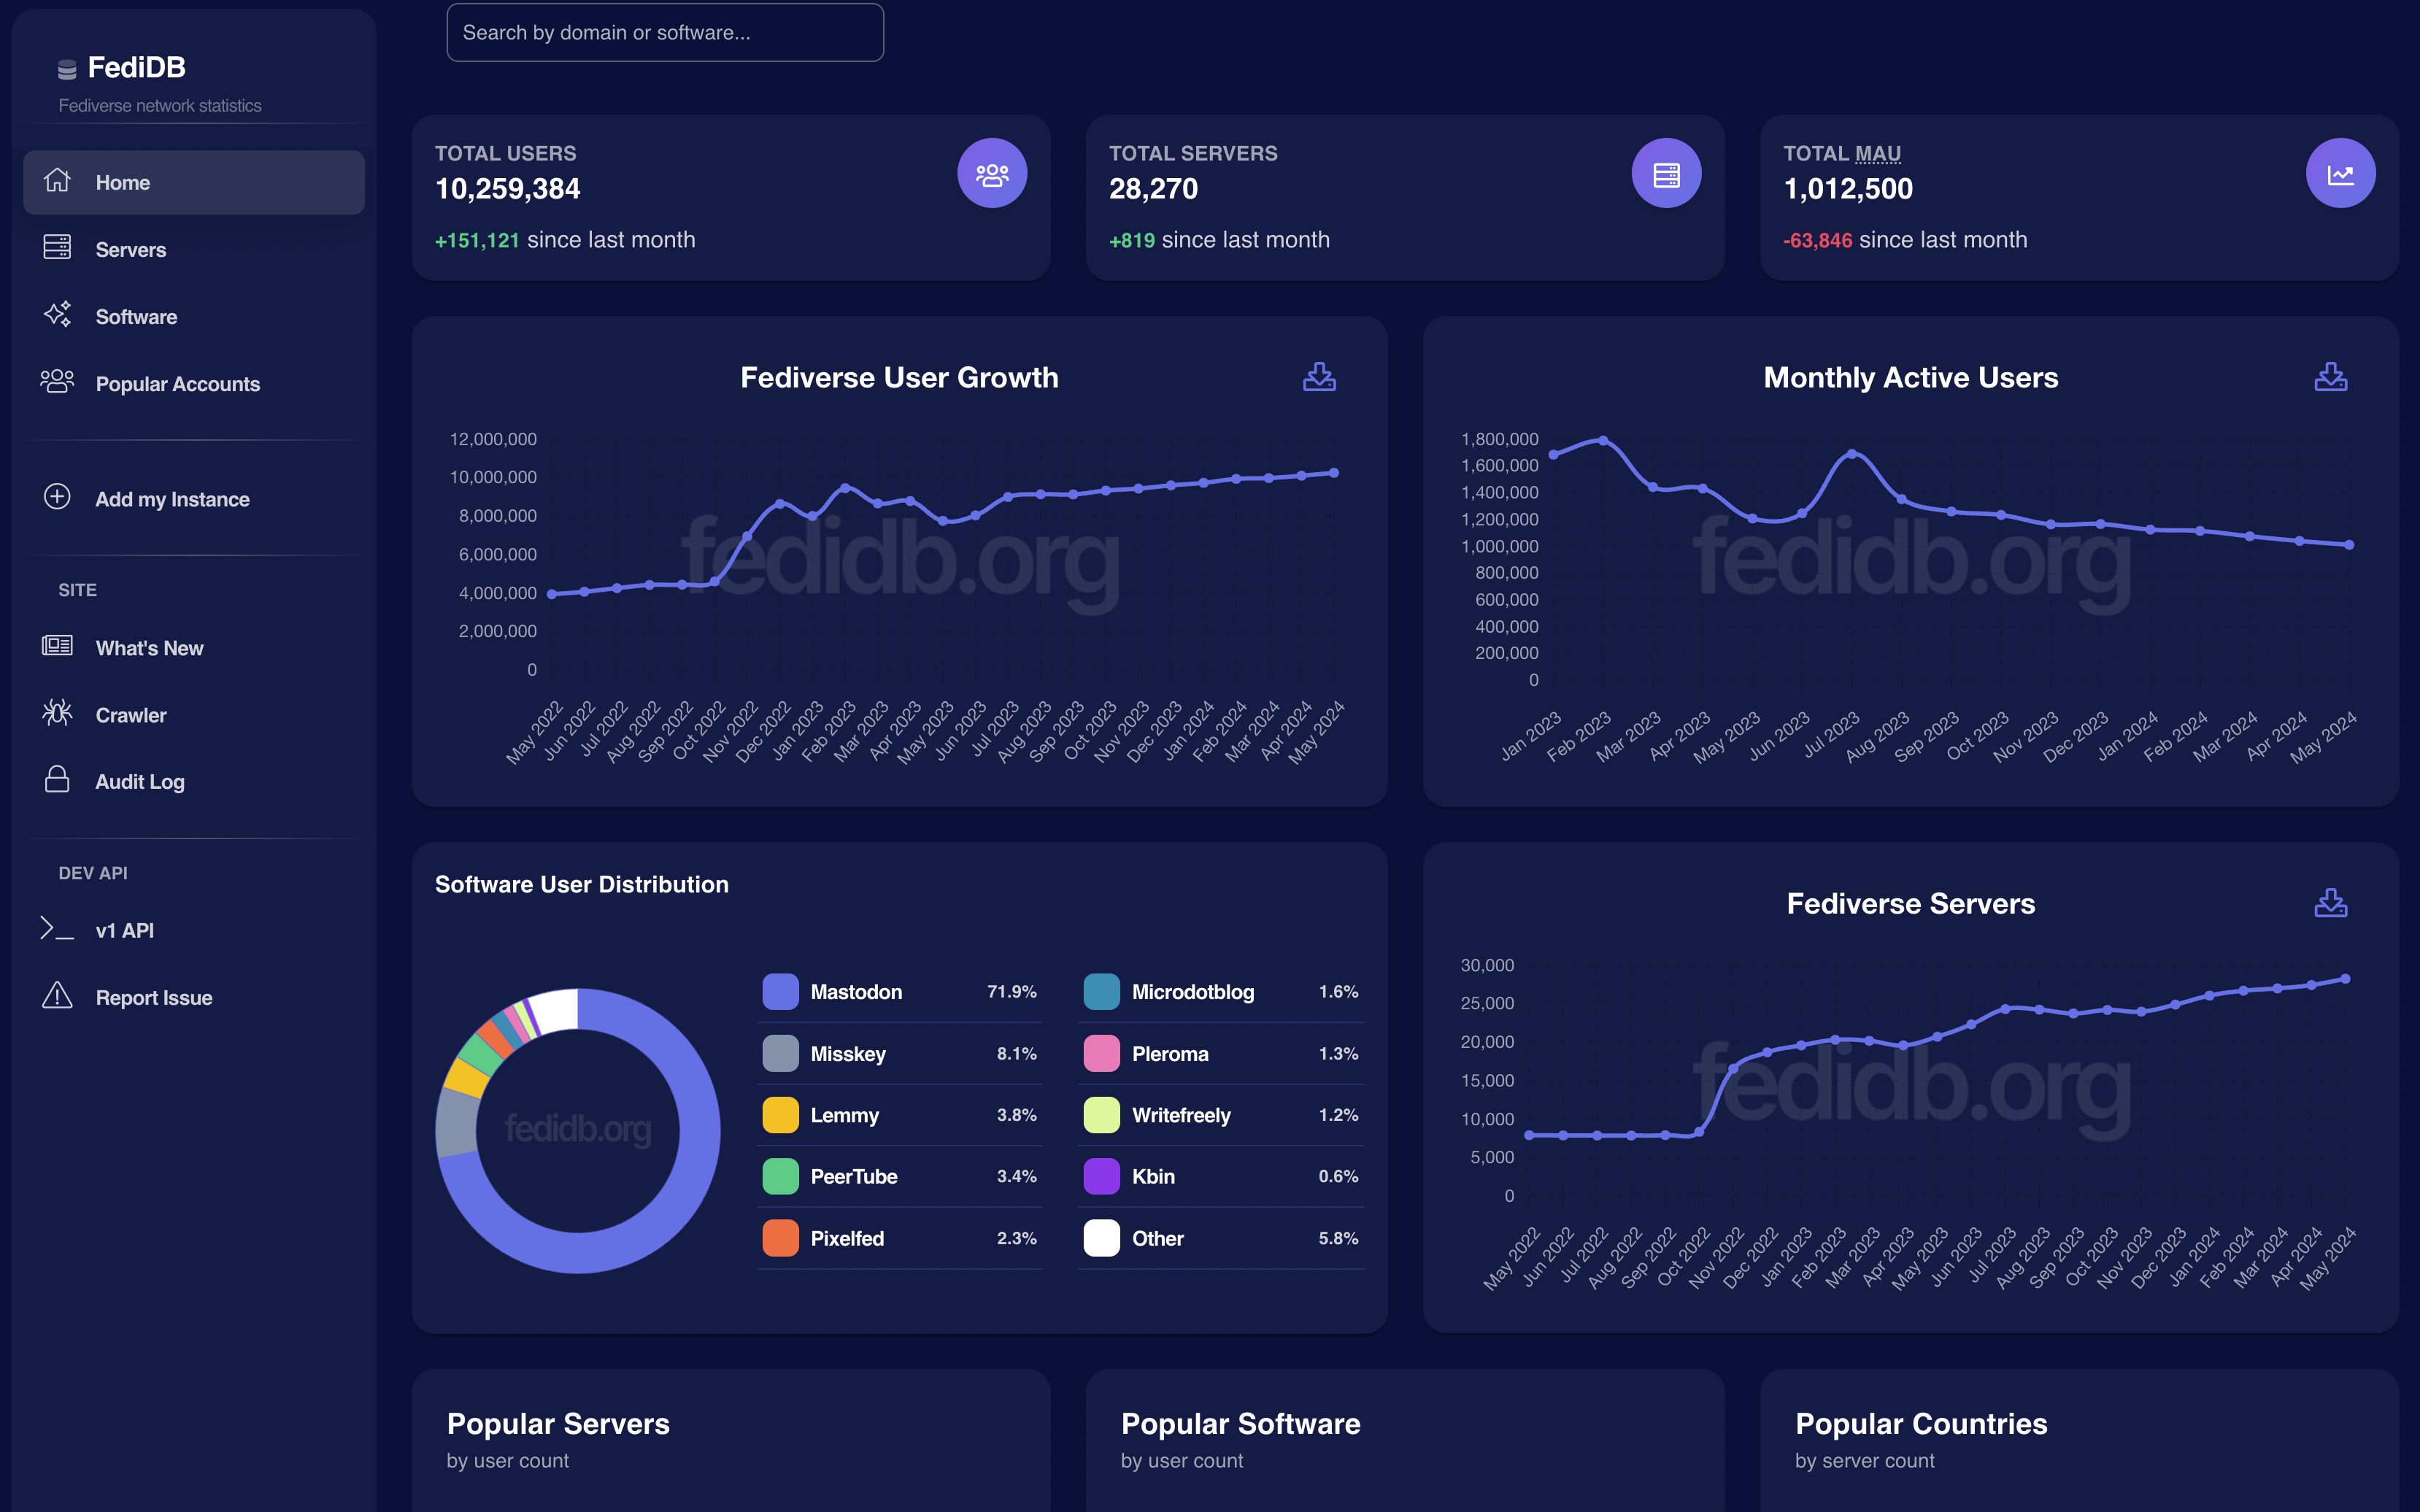 FediDB
Fediverse network statistics
Home
Servers
Software
Popular Accounts
Add my Instance
SITE
What's New
Crawler
Audit Log
DEV API
v1 API
Report Issue
Search by domain or software...
TOTAL USERS
10,259,384
+151,121 since last month
TOTAL SERVERS
28,270
+819 since last month
TOTAL MAU
1,012,500
-63,846 since last month
Fediverse User Growth
12,000,000
10,000,000
8,000,000
6,000,000
4,000,000
2,000,000
0
fedidb.org
May 2022
Jun 2022
Jul 2022
Aug 2022
Sep 2022
Oct 2022
Nov 2022
Dec 2022
Jan 2023
Feb 2023
Mar 2023
Apr 2023
May 2023
Jun 2023
Jul 2023
Aug 2023
Sep 2023
Oct 2023
Nov 2023
Dec 2023
Jan 2024
Feb 2024
Mar 2024
Apr 2024
May 2024
Monthly Active Users
1,800,000
1,600,000
1,400,000
1,200,000
1,000,000
800,000
600,000
400,000
200,000
0
fedidb.org
Jan 2023
Feb 2023
Mar 2023
Apr 2023
May 2023
Jun 2023
Jul 2023
Aug 2023
Sep 2023
Oct 2023
Nov 2023
Dec 2023
Jan 2024
Feb 2024
Mar 2024
Apr 2024
May 2024
Software User Distribution
fedidb.org
Mastodon 71.9%
Misskey 8.1%
Lemmy 3.8%
PeerTube 3.4%
Pixelfed 2.3%
Microdotblog 1.6%
Pleroma 1.3%
Writefreely 1.2%
Kbin 0.6%
Other 5.8%
Fediverse Servers
30,000
25,000
20,000
15,000
10,000
5,000
0
fedidb.org
May 2022
Jun 2022
Jul 2022
Aug 2022
Sep 2022
Oct 2022
Nov 2022
Dec 2022
Jan 2023
Feb 2023
Mar 2023
Apr 2023
May 2023
Jun 2023
Jul 2023
Aug 2023
Sep 2023
Oct 2023
Nov 2023
Dec 2023
Jan 2024
Feb 2024
Mar 2024
Apr 2024
May 2024
Popular Servers
by user count
Popular Software
by user count
Popular Countries
by server count